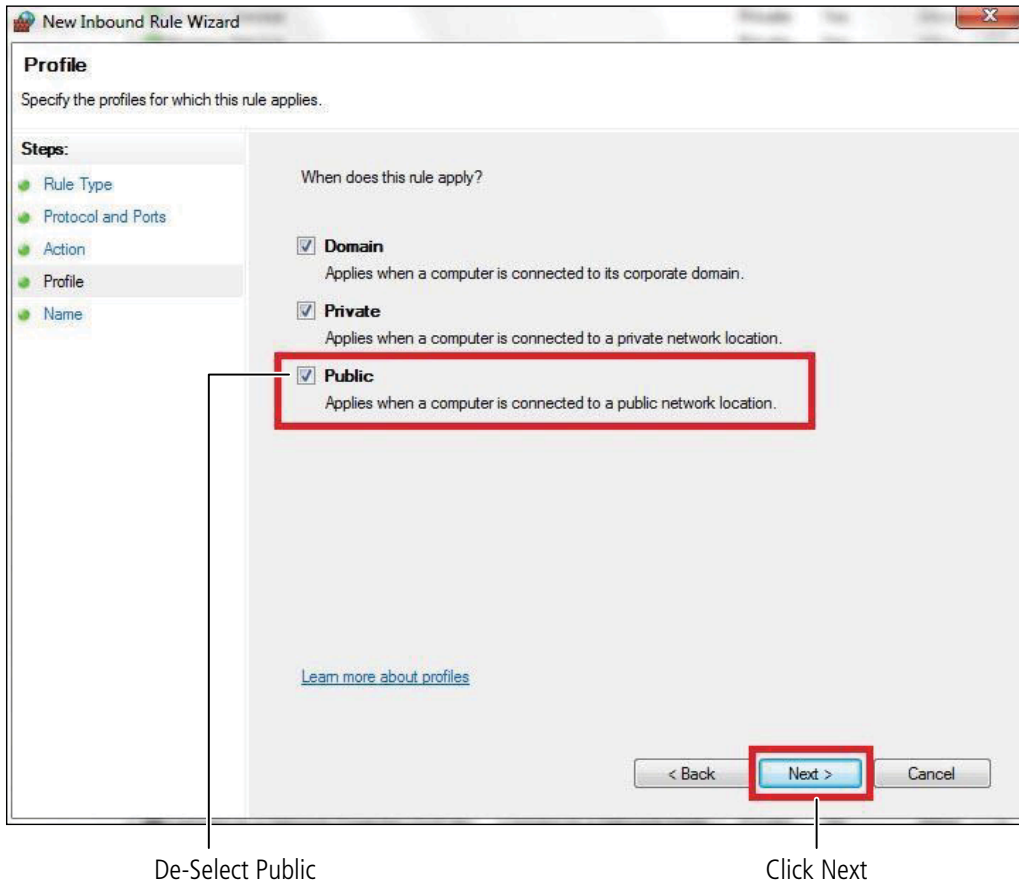 New Inbound Rule Wizard
Profile
Specify the profiles for which this rule applies.
Steps:
Rule Type
Protocol and Ports
Action
Profile
Name
When does this rule apply?
Domain
Applies when a computer is connected to its corporate domain.
Private
Applies when a computer is connected to a private network location.
Public
Applies when a computer is connected to a public network location.
Learn more about profiles
< Back
Next >
Cancel
De-Select Public
Click Next